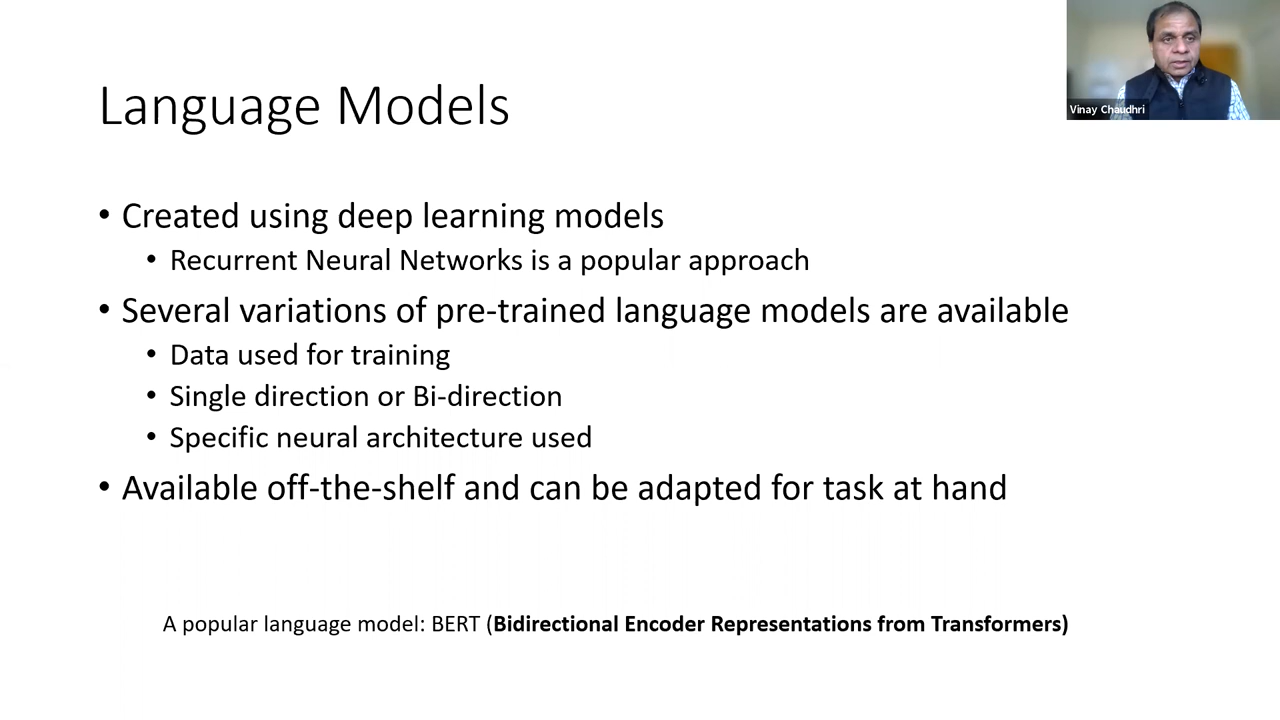 Language Models
Vinay Chaudhri
• Created using deep learning models
• Recurrent Neural Networks is a popular approach
• Several variations of pre-trained language models are available
• Data used for training
• Single direction or Bi-direction
• Specific neural architecture used
• Available off-the-shelf and can be adapted for task at hand
A popular language model: BERT (Bidirectional Encoder Representations from Transformers)